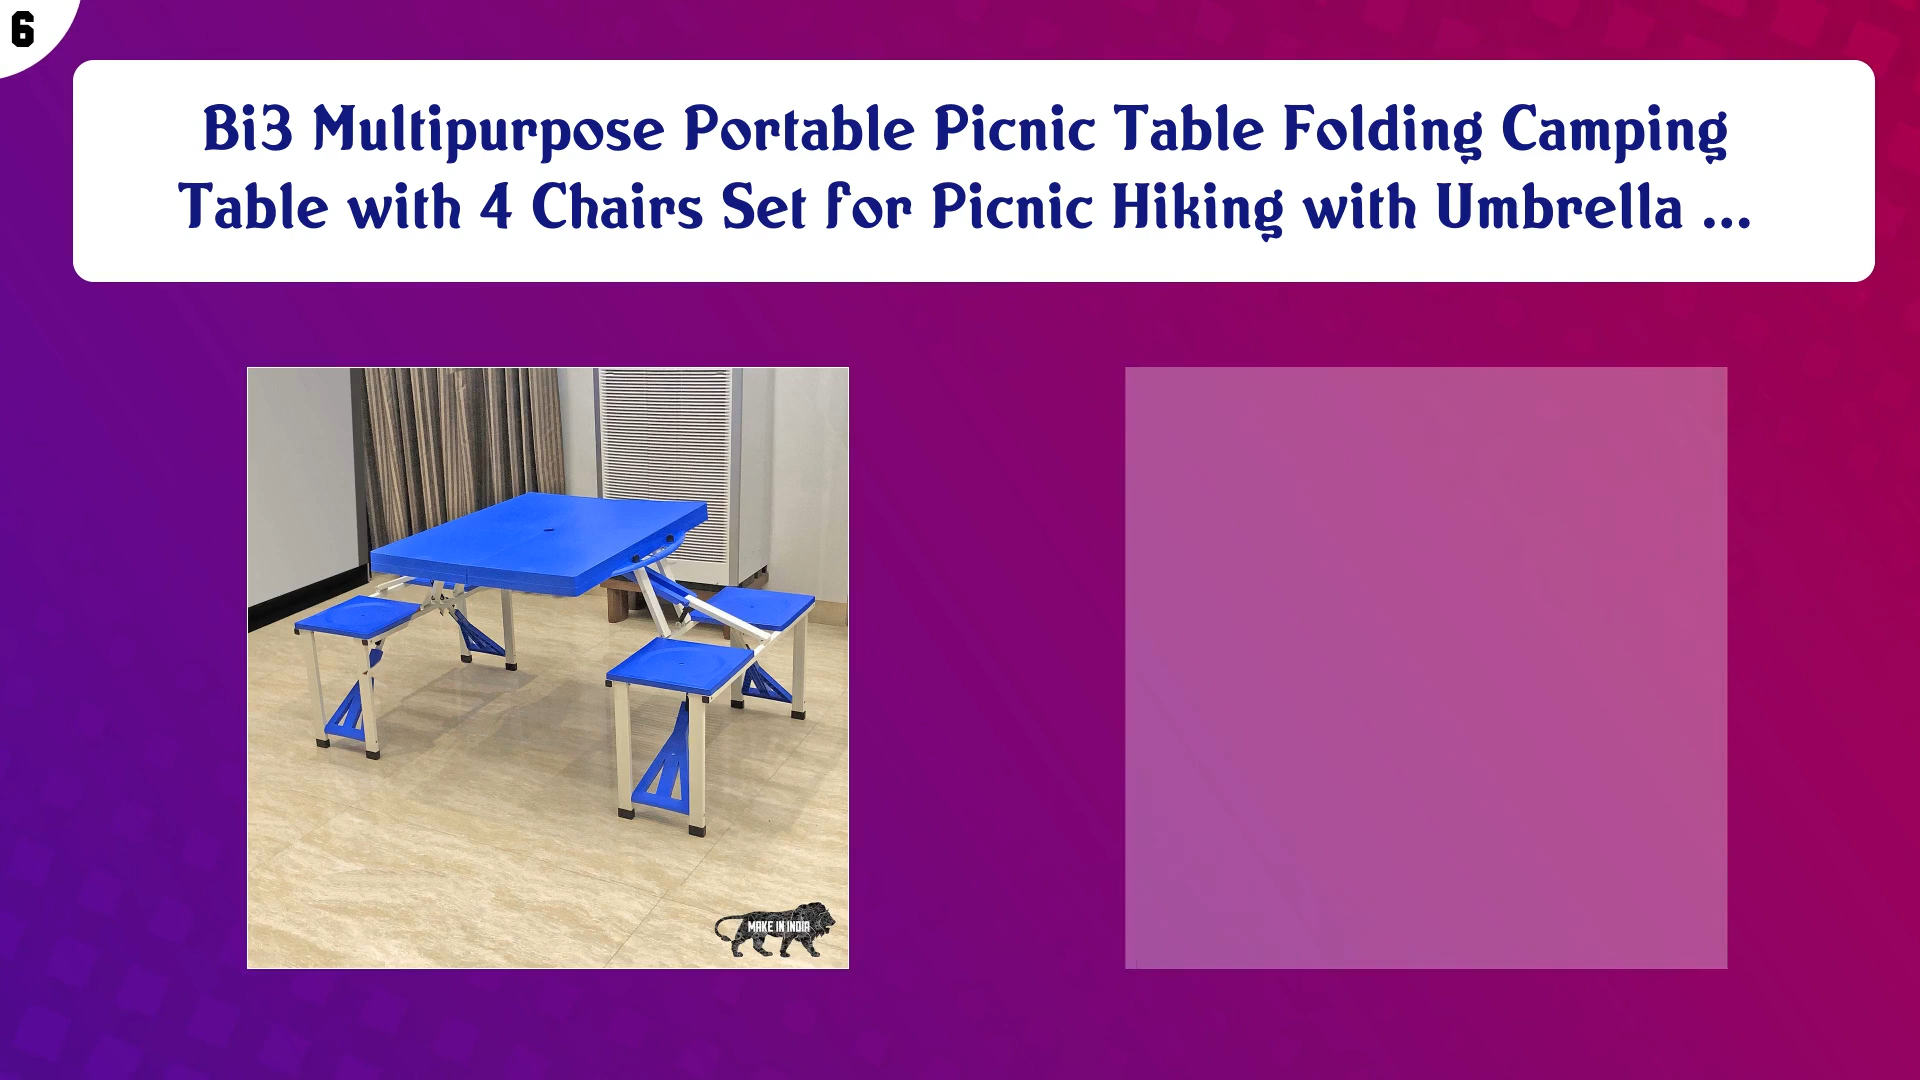 6
Bi3 Multipurpose Portable Picnic Table Folding Camping
Table with 4 Chairs Set for Picnic Hiking with Umbrella ...
MAKE IN INDIA